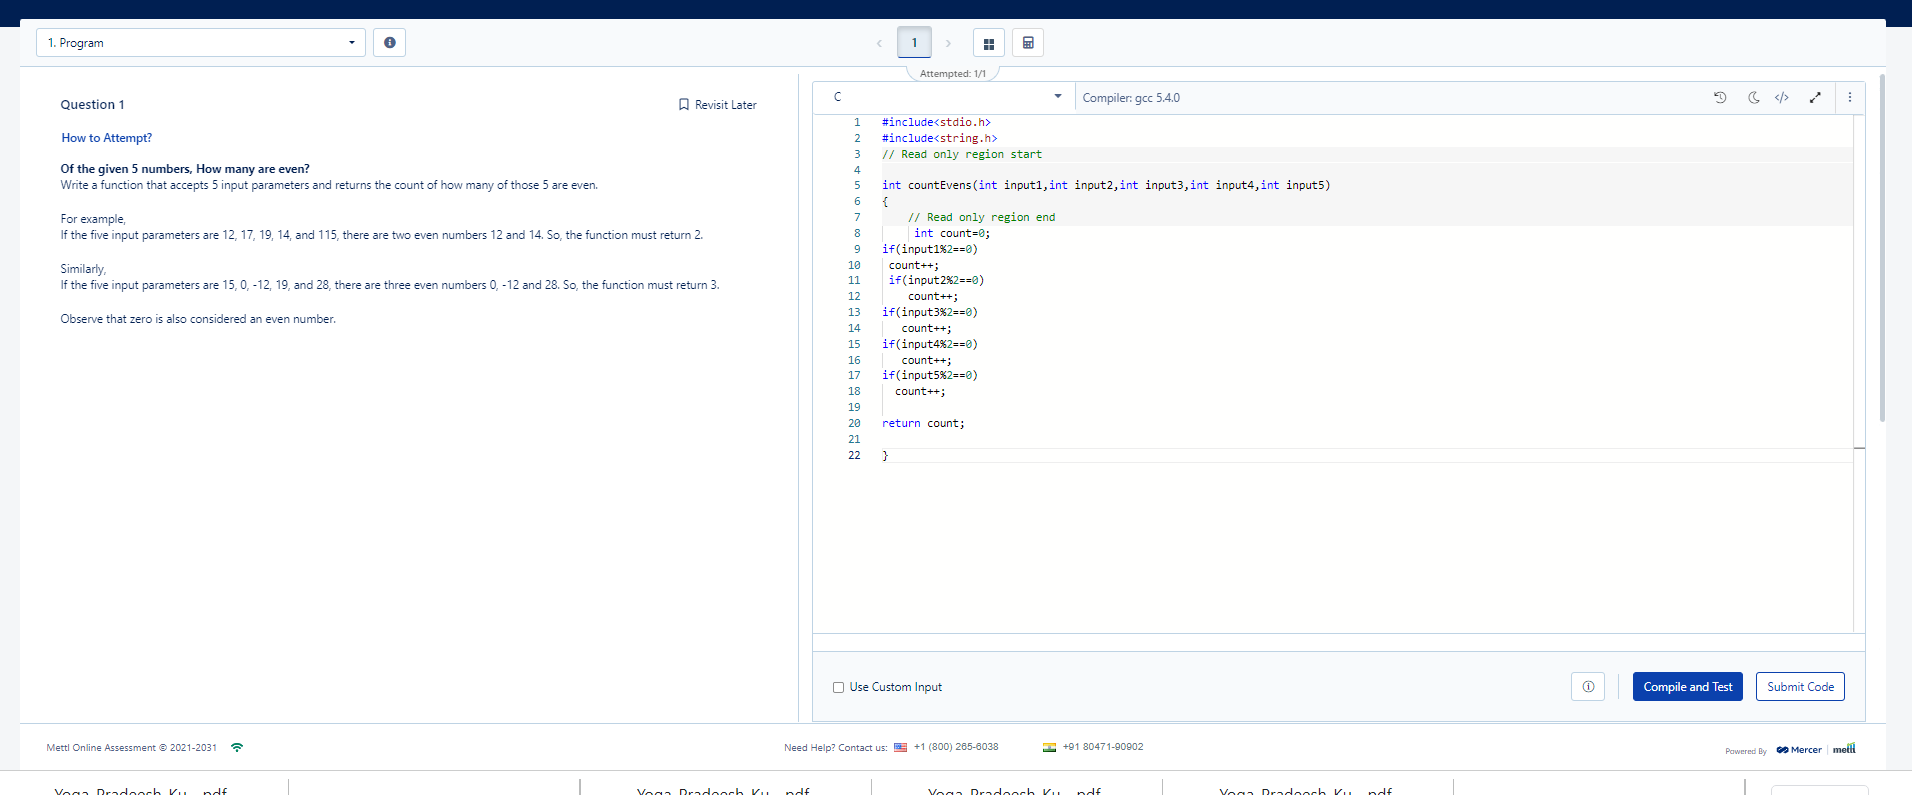 1. Program
1
Attempted: 1/1
Question 1
Revisit Later
How to Attempt?
Of the given 5 numbers, How many are even?
Write a function that accepts 5 input parameters and returns the count of how many of those 5 are even.
For example,
If the five input parameters are 12, 17, 19, 14, and 115, there are two even numbers 12 and 14. So, the function must return 2.
Similarly,
If the five input parameters are 15, 0, -12, 19, and 28, there are three even numbers 0, -12 and 28. So, the function must return 3.
Observe that zero is also considered an even number.
C
Compiler: gcc 5.4.0
</>
1 #include<stdio.h>
2 #include<string.h>
3 // Read only region start
4
5 int countEvens(int input1,int input2,int input3,int input4,int input5)
6 {
7 // Read only region end
8 int count=0;
9 if(input1%2==0)
10 count++;
11 if(input2%2==0)
12 count++;
13 if(input3%2==0)
14 count++;
15 if(input4%2==0)
16 count++;
17 if(input5%2==0)
18 count++;
19
20 return count;
21
22 }
Use Custom Input
Compile and Test
Submit Code
Mettl Online Assessment © 2021-2031
Need Help? Contact us: +1 (800) 265-6038
+91 80471-90902
Powered By Mercer mettl
Yoga_Pradeesh_Ku....pdf
Yoga_Pradeesh_Ku....pdf
Yoga_Pradeesh_Ku....pdf
Yoga_Pradeesh_Ku....pdf